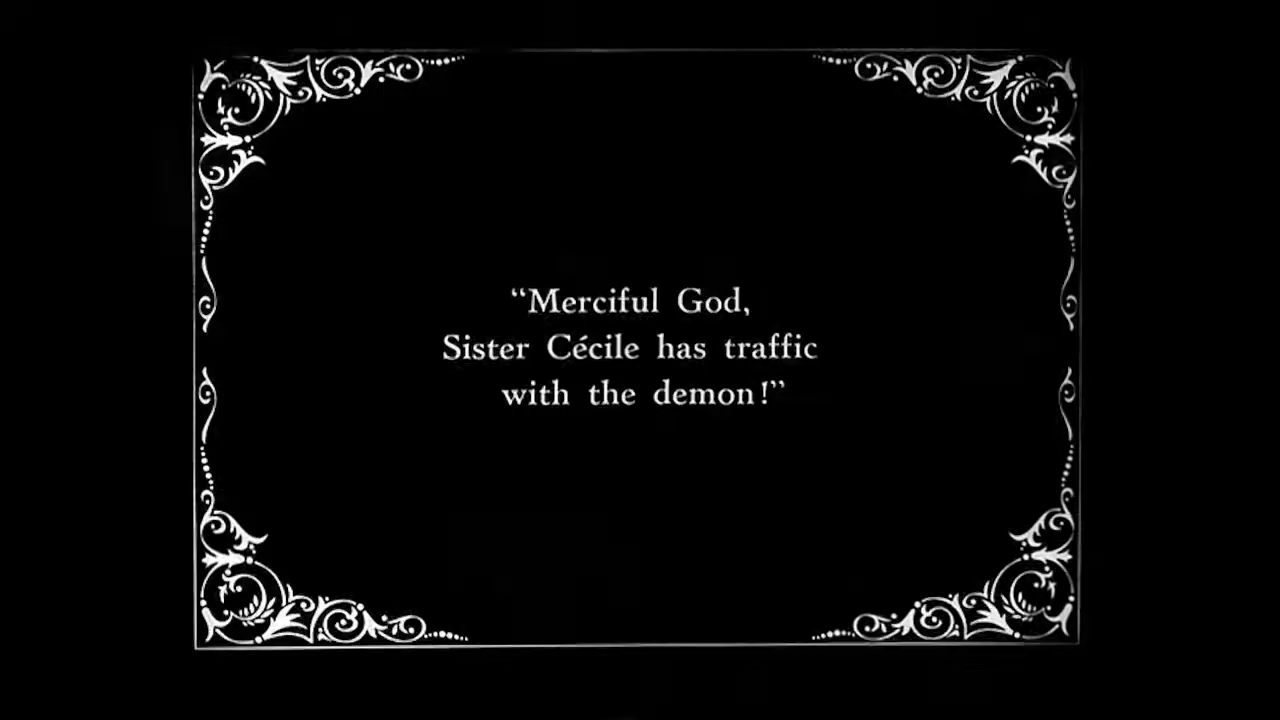 “Merciful God,
Sister Cécile has traffic
with the demon!”